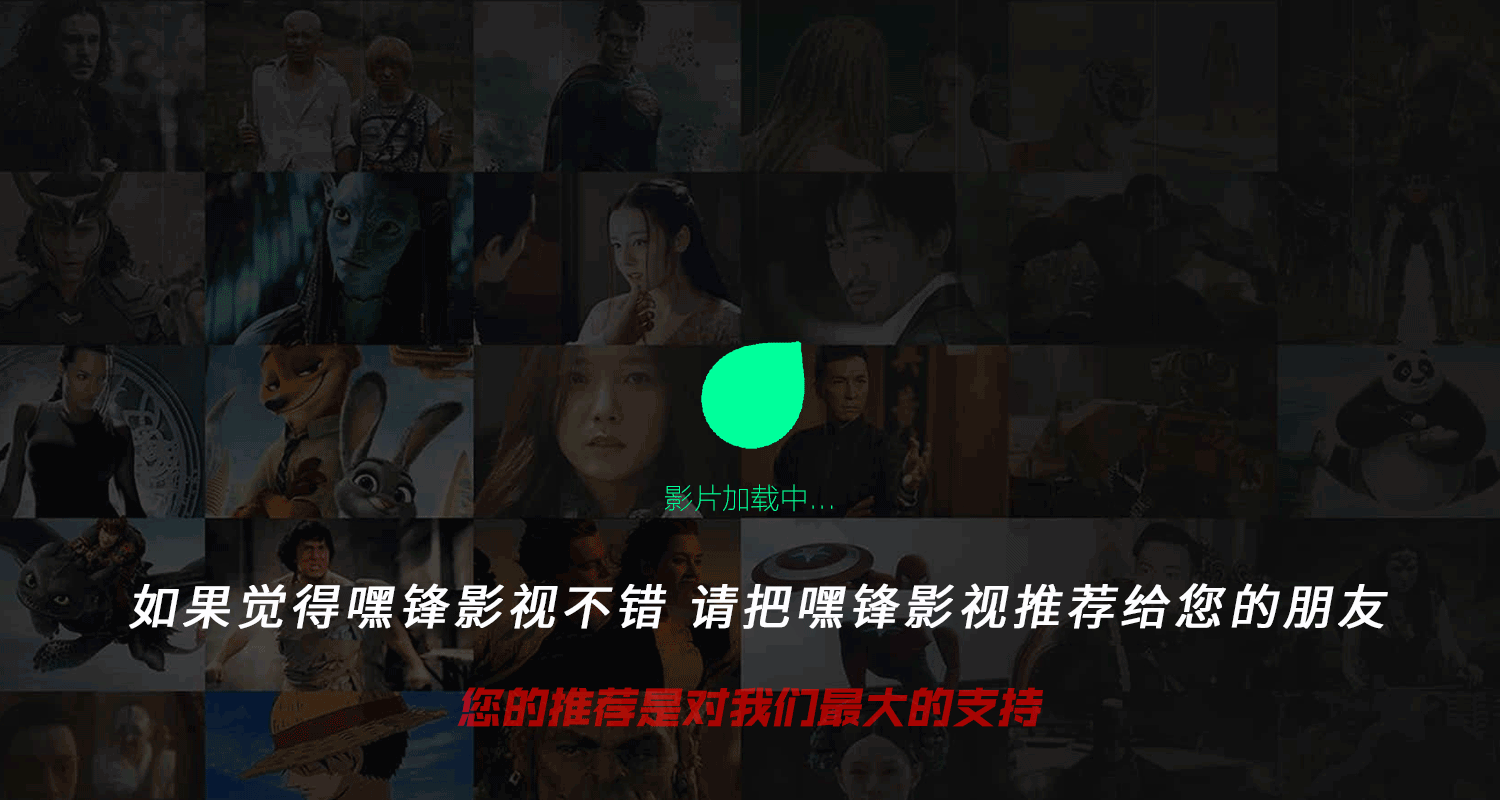 影片加载中...
如果觉得嘿锋影视不错 请把嘿锋影视推荐给您的朋友
您的推荐是对我们最大的支持